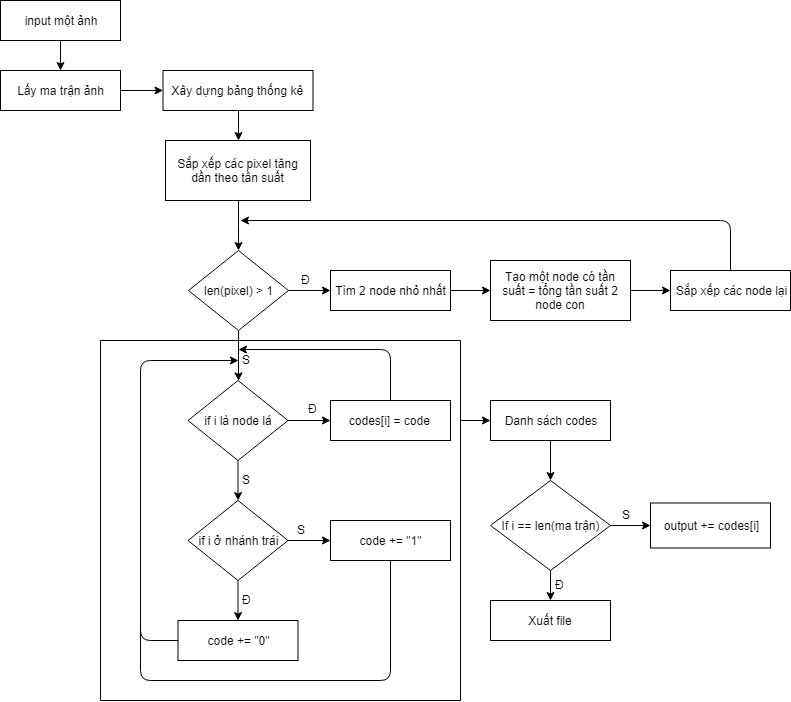 input một ảnh
Lấy ma trận ảnh
Xây dựng bảng thống kê
Sắp xếp các pixel tăng
dần theo tần suất
len(pixel) > 1
Đ
Tìm 2 node nhỏ nhất
Tạo một node có tần
suất = tổng tần suất 2
node con
Sắp xếp các node lại
S
if i là node lá
Đ
codes[i] = code
Danh sách codes
S
if i ở nhánh trái
S
code += "1"
Đ
code += "0"
If i == len(ma trận)
S
output += codes[i]
Đ
Xuất file